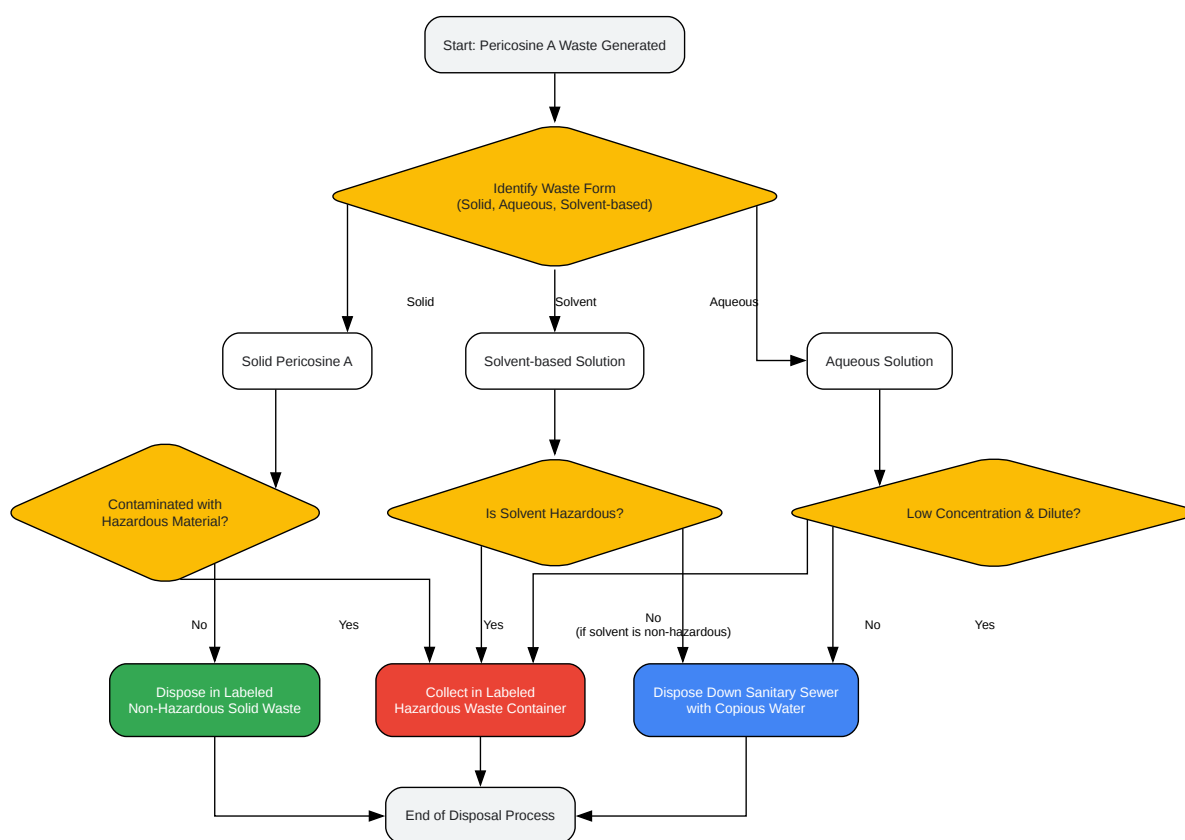 Start: Pericosine A Waste Generated
Identify Waste Form
(Solid, Aqueous, Solvent-based)
Solid
Solvent
Aqueous
Solid Pericosine A
Solvent-based Solution
Aqueous Solution
Contaminated with
Hazardous Material?
Is Solvent Hazardous?
Low Concentration & Dilute?
No
Yes
Yes
No
(if solvent is non-hazardous)
No
Yes
Dispose in Labeled
Non-Hazardous Solid Waste
Collect in Labeled
Hazardous Waste Container
Dispose Down Sanitary Sewer
with Copious Water
End of Disposal Process